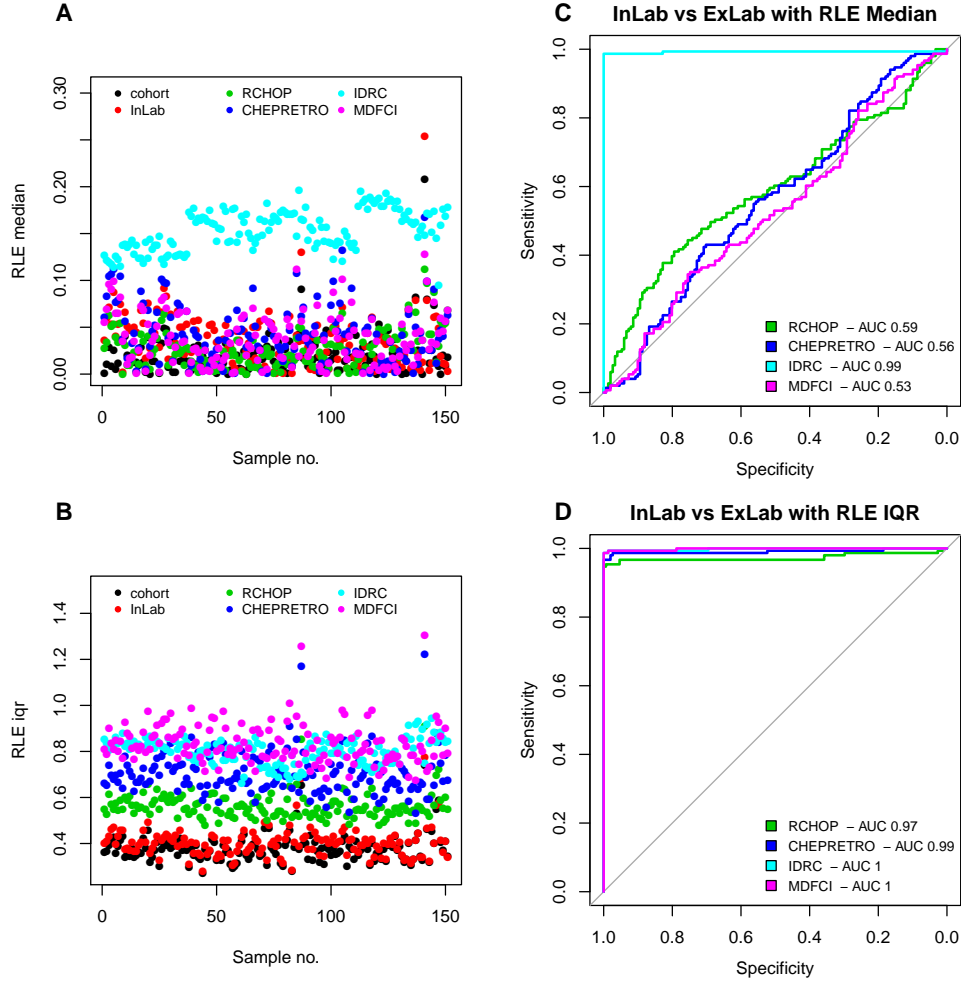 A
cohort
InLab
RCHOP
CHEPRETRO
IDRC
MDFCI
0.30
0.20
0.10
0.00
RLE median
0 50 100 150
Sample no.
C InLab vs ExLab with RLE Median
1.0
0.8
0.6
0.4
0.2
0.0
Sensitivity
RCHOP – AUC 0.59
CHEPRETRO – AUC 0.56
IDRC – AUC 0.99
MDFCI – AUC 0.53
1.0 0.8 0.6 0.4 0.2 0.0
Specificity
B
cohort
InLab
RCHOP
CHEPRETRO
IDRC
MDFCI
1.4
1.2
1.0
0.8
0.6
0.4
RLE iqr
0 50 100 150
Sample no.
D InLab vs ExLab with RLE IQR
1.0
0.8
0.6
0.4
0.2
0.0
Sensitivity
RCHOP – AUC 0.97
CHEPRETRO – AUC 0.99
IDRC – AUC 1
MDFCI – AUC 1
1.0 0.8 0.6 0.4 0.2 0.0
Specificity